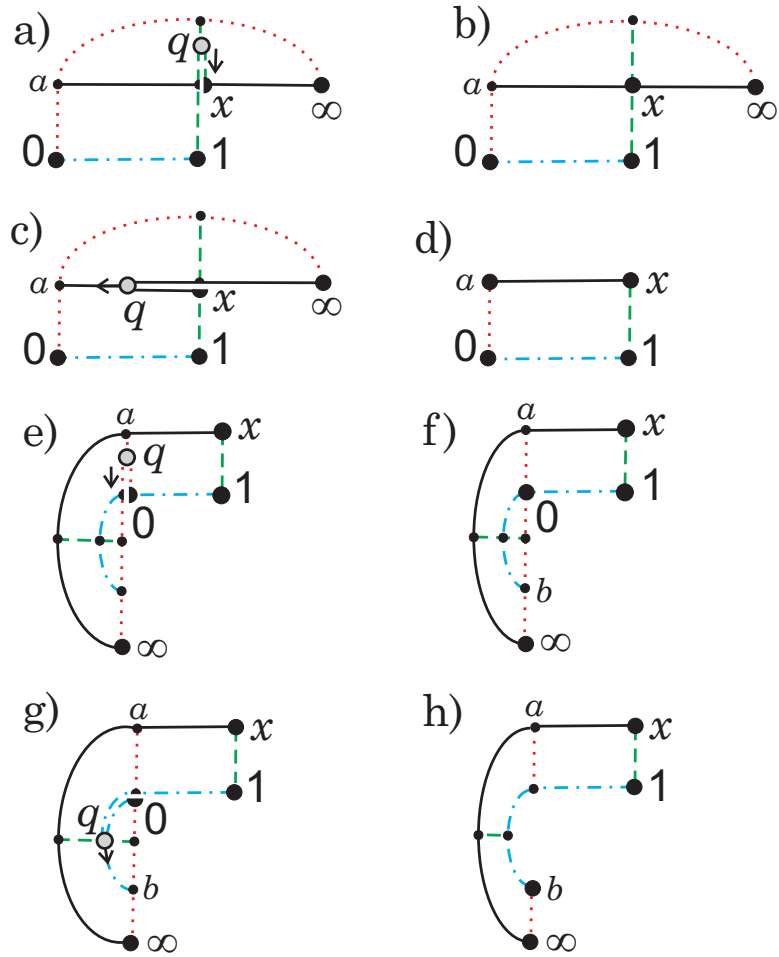 a)
q
a
x
∞
0
1
b)
a
x
∞
0
1
c)
a
q
x
∞
0
1
d)
a
x
0
1
e)
a
x
q
1
0
∞
f)
a
x
1
0
b
∞
g)
a
x
1
0
q
b
∞
h)
a
x
1
b
∞